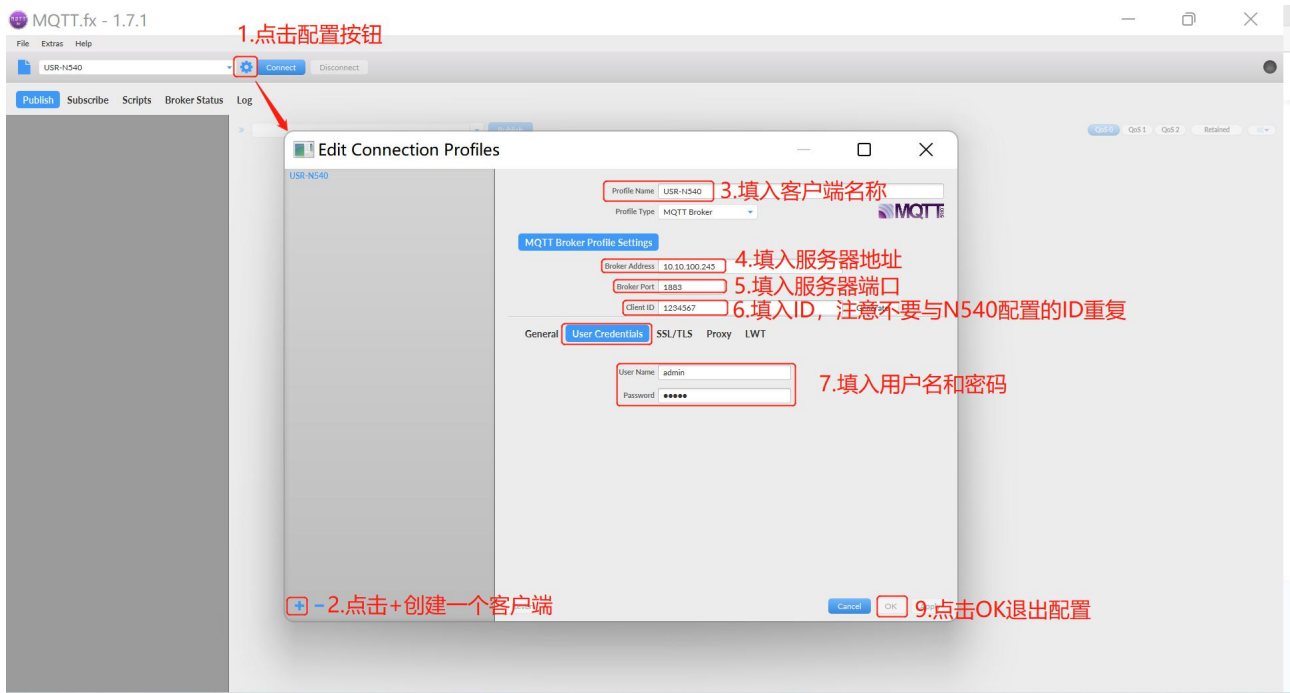 MQTT.fx - 1.7.1
1.点击配置按钮
File Extras Help
USR-N540 Connect Disconnect
Publish Subscribe Scripts Broker Status Log
Publish QoS 0 QoS 1 QoS 2 Retained
Edit Connection Profiles
USR-N540
Profile Name USR-N540 3.填入客户端名称
Profile Type MQTT Broker
MQTT
MQTT Broker Profile Settings
Broker Address 10.10.100.245 4.填入服务器地址
Broker Port 1883 5.填入服务器端口
Client ID 1234567 6.填入ID，注意不要与N540配置的ID重复
General User Credentials SSL/TLS Proxy LWT
User Name admin
Password ●●●●●
7.填入用户名和密码
+ - 2.点击+创建一个客户端
Cancel OK 9.点击OK退出配置